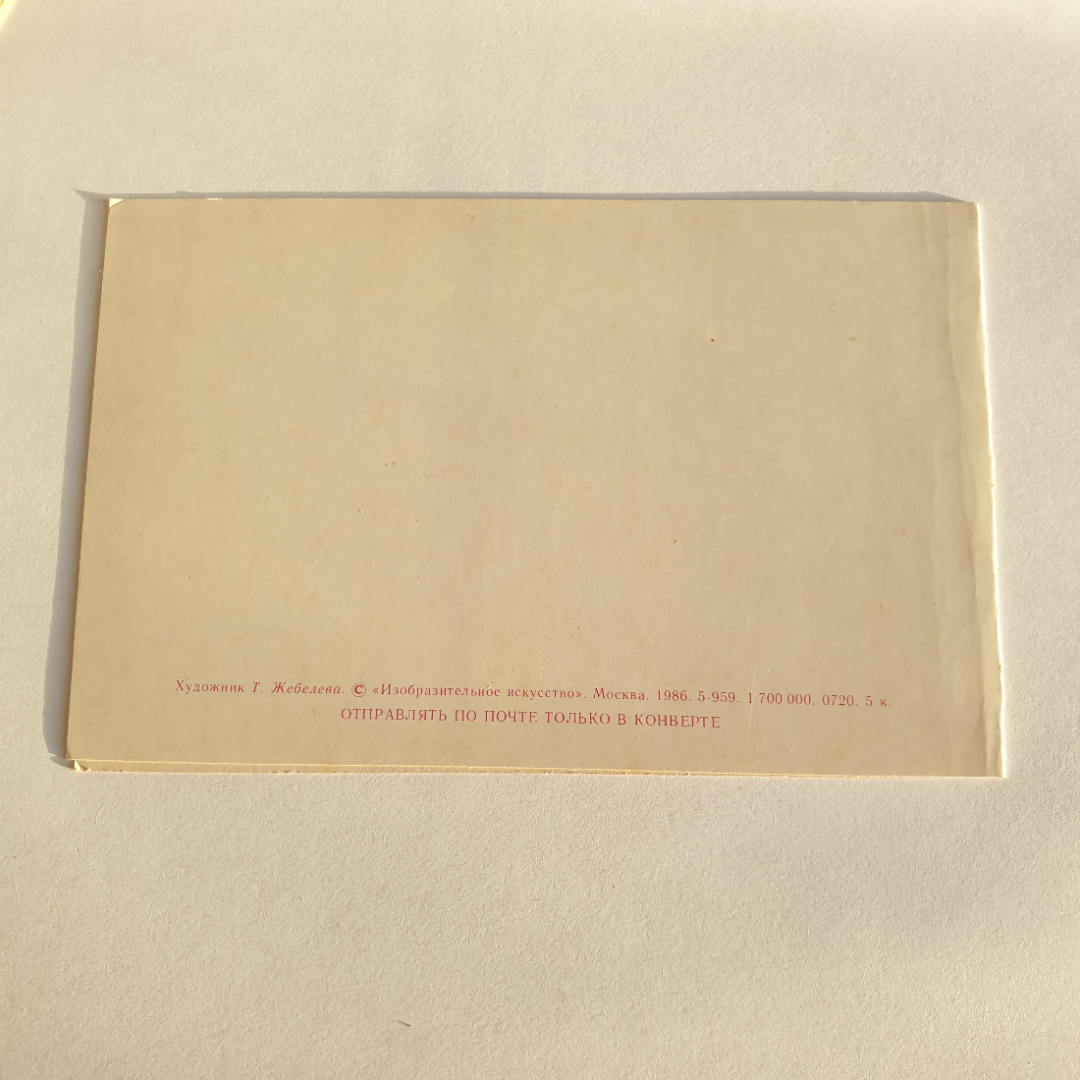 Художник Т. Жебелева. © «Изобразительное искусство». Москва. 1986. 5-959. 1 700 000. 0720. 5 к.
ОТПРАВЛЯТЬ ПО ПОЧТЕ ТОЛЬКО В КОНВЕРТЕ